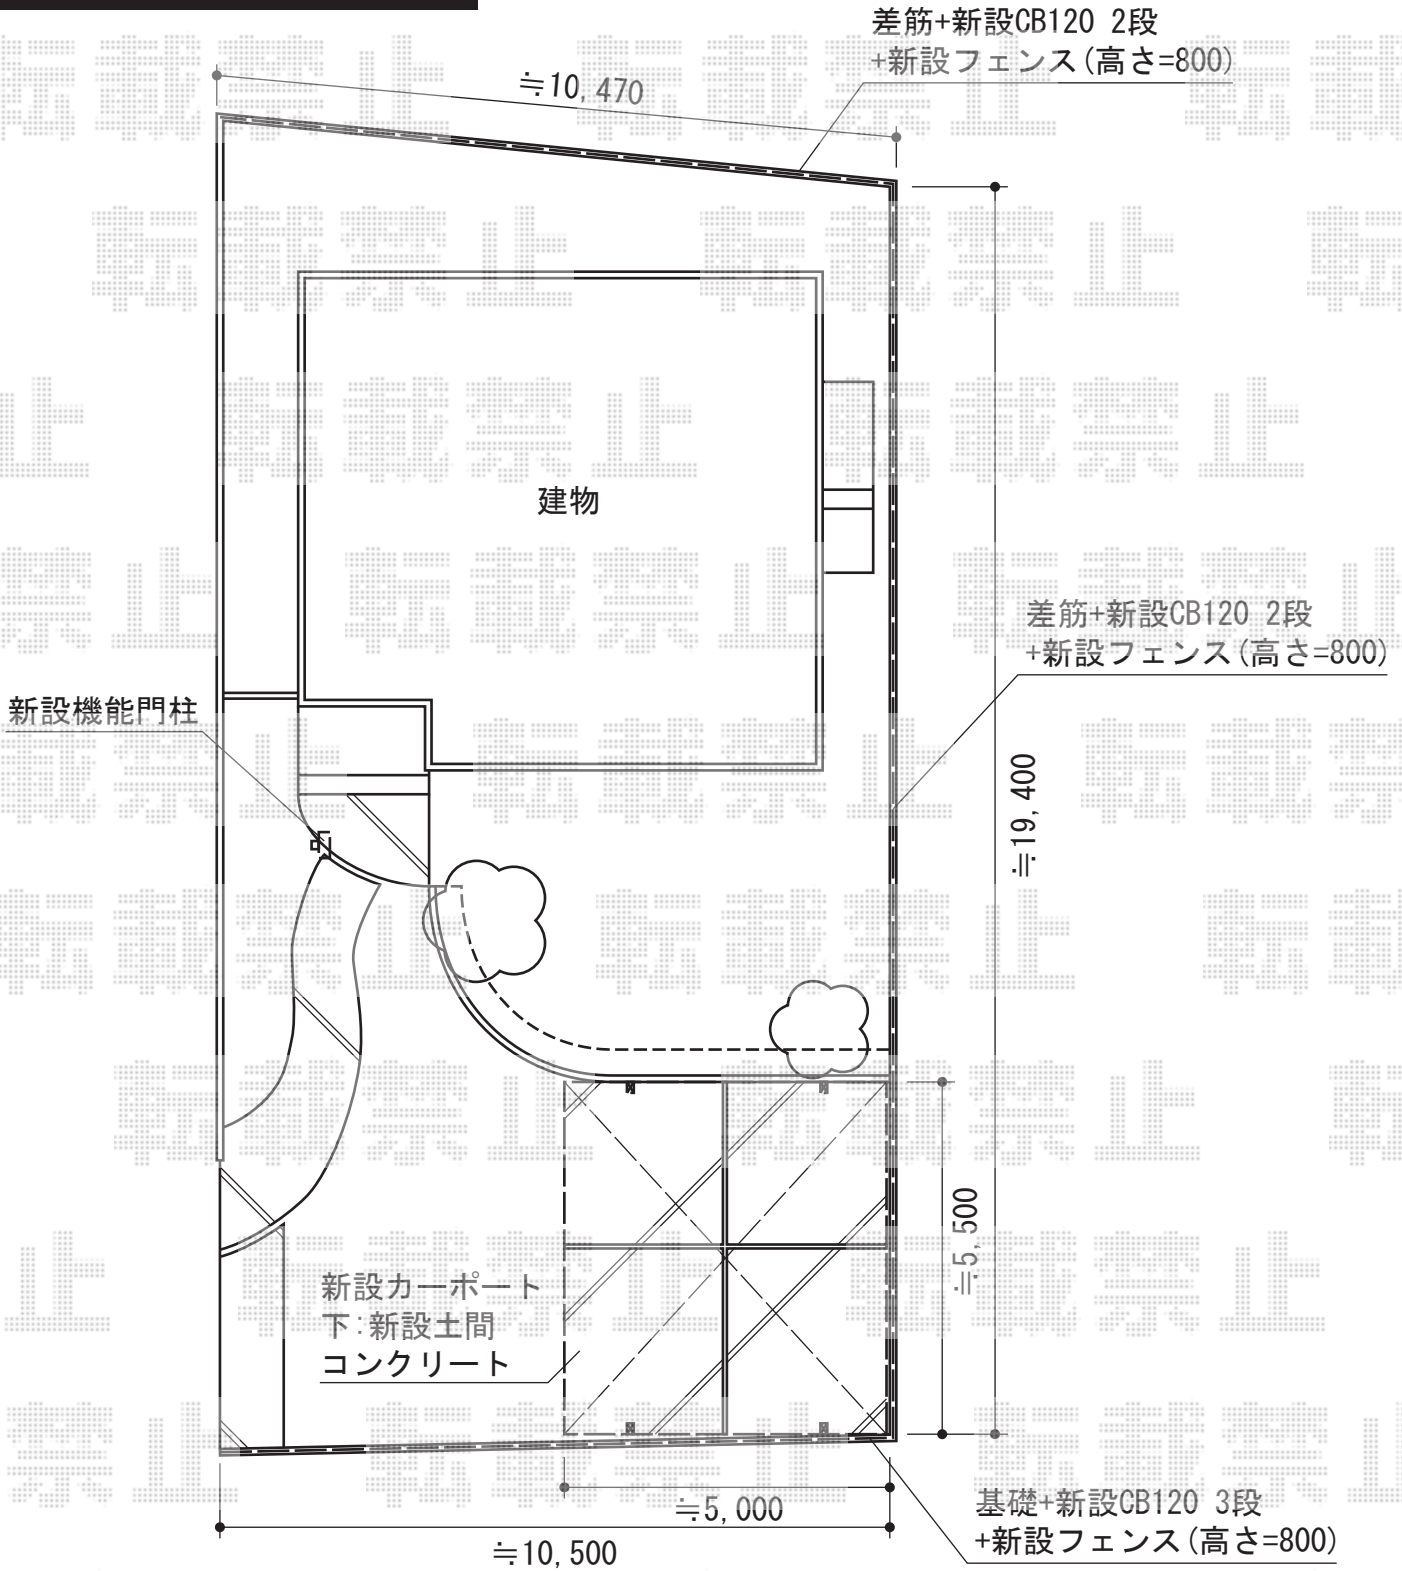 差筋+新設CB120 2段
+新設フェンス(高さ=800)
≒10,470
転載禁止
建物
差筋+新設CB120 2段
+新設フェンス(高さ=800)
新設機能門柱
≒19,400
≒5,500
新設カーポート
下:新設土間
コンクリート
≒5,000
基礎+新設CB120 3段
+新設フェンス(高さ=800)
≒10,500